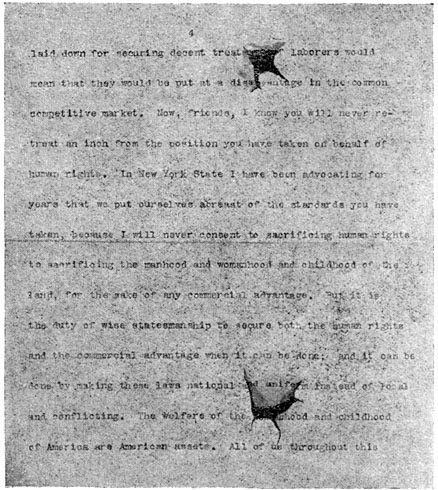 4
laid down for securing decent treat laborers would
mean that they would be put at a disa antage in the common
competitive market. Now, friends, I know you will never re-
treat an inch from the position you have taken on behalf of
human rights. In New York State I have been advocating for
years that we put ourselves abreast of the standards you have
taken, because I will never consent to sacrificing human rights
to sacrificing the manhood and womanhood and childhood of the
land, for the sake of any commercial advantage. But it is
the duty of wise statesmanship to secure both the human rights
and the commercial advantage when it can be done; and it can be
done by making these laws national and uniform instead of local
and conflicting. The welfare of the hood and childhood
of America are American assets. All of us throughout this